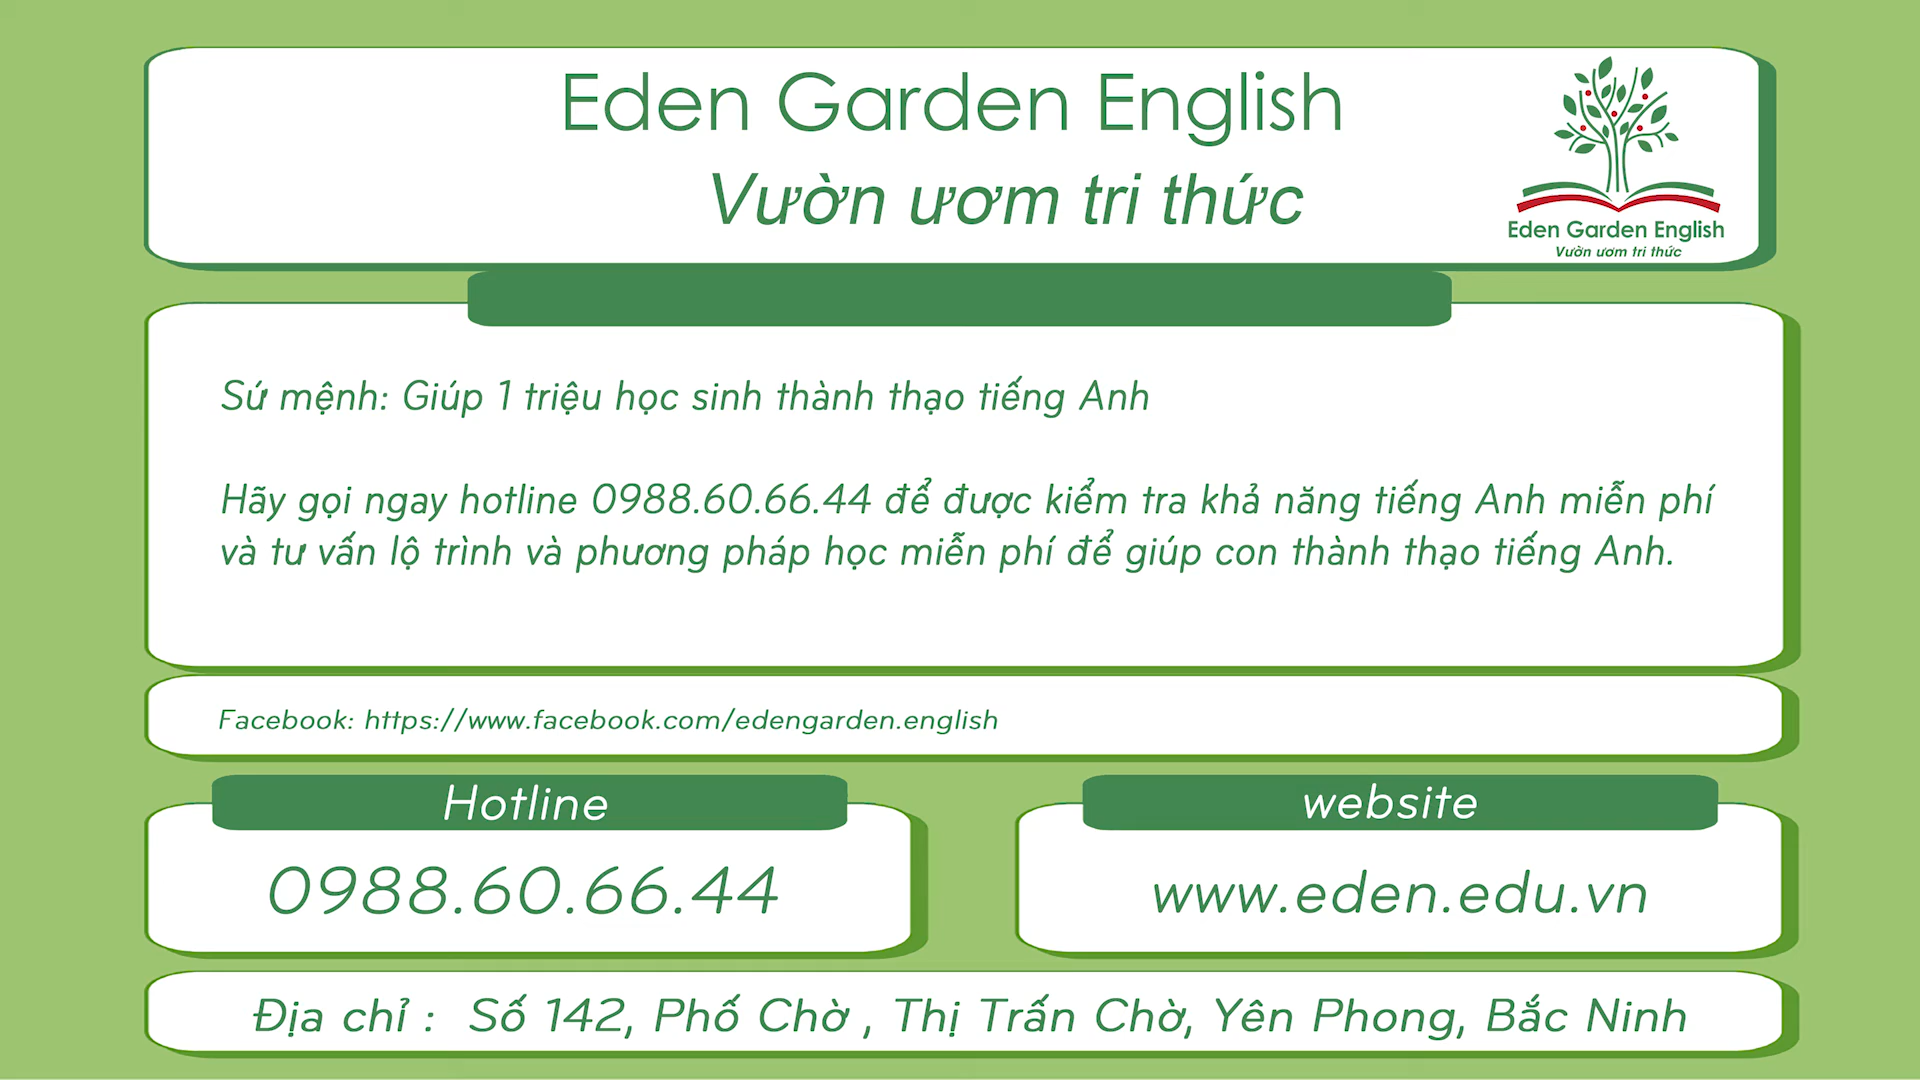 Eden Garden English
Vườn ươm tri thức
Eden Garden English
Vườn ươm tri thức
Sứ mệnh: Giúp 1 triệu học sinh thành thạo tiếng Anh
Hãy gọi ngay hotline 0988.60.66.44 để được kiểm tra khả năng tiếng Anh miễn phí
và tư vấn lộ trình và phương pháp học miễn phí để giúp con thành thạo tiếng Anh.
Facebook: https://www.facebook.com/edengarden.english
Hotline
0988.60.66.44
website
www.eden.edu.vn
Địa chỉ : Số 142, Phố Chờ , Thị Trấn Chờ, Yên Phong, Bắc Ninh